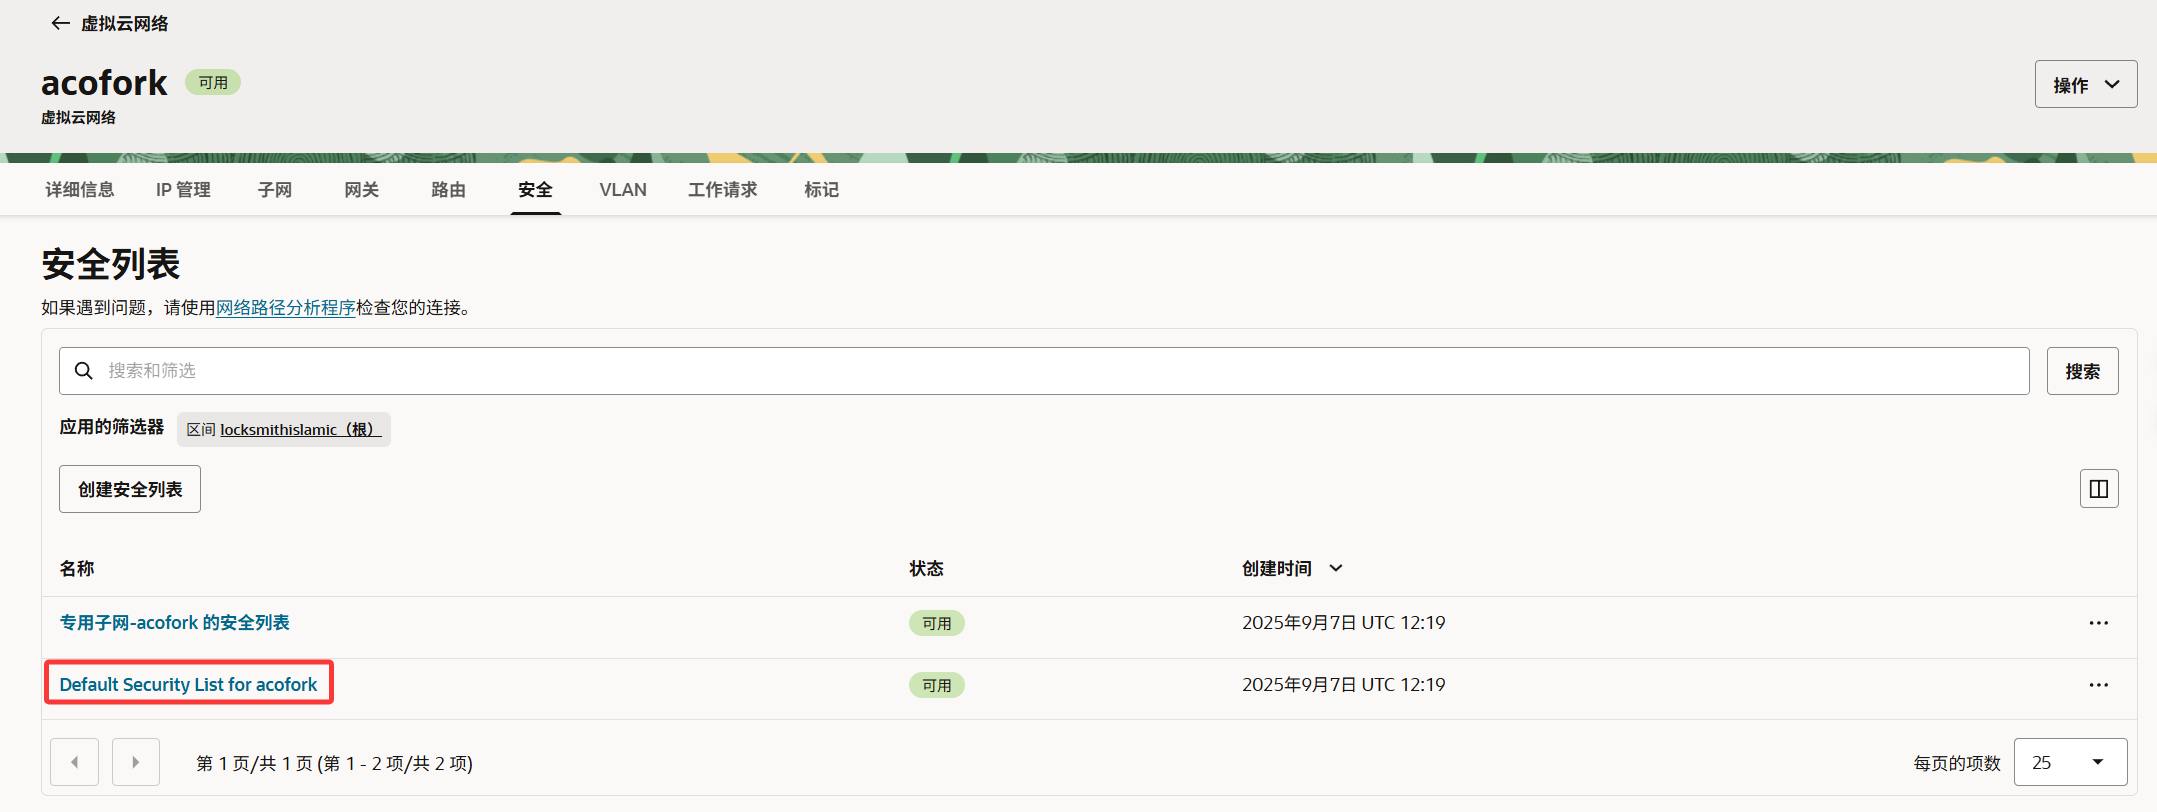 虚拟云网络
acofork 可用
虚拟云网络
操作
详细信息 IP 管理 子网 网关 路由 安全 VLAN 工作请求 标记
安全列表
如果遇到问题，请使用网络路径分析程序检查您的连接。
搜索和筛选 搜索
应用的筛选器 区间 locksmithislamic（根）
创建安全列表
名称 状态 创建时间
专用子网-acofork 的安全列表 可用 2025年9月7日 UTC 12:19
Default Security List for acofork 可用 2025年9月7日 UTC 12:19
第 1 页/共 1 页 (第 1 - 2 项/共 2 项) 每页的项数 25